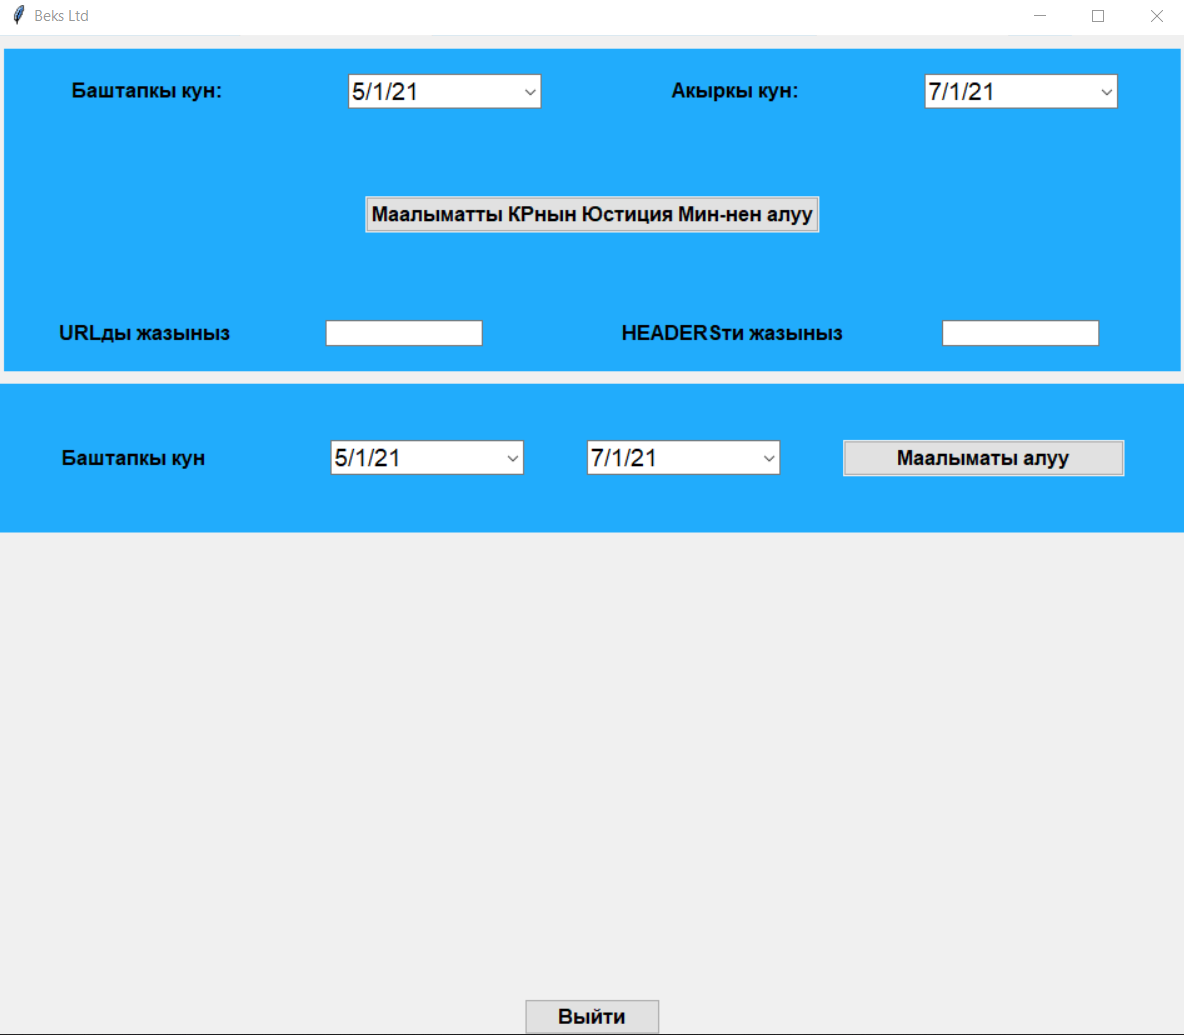 Beks Ltd
Баштапкы кун: 5/1/21 Акыркы кун: 7/1/21
Маалыматты КРнын Юстиция Мин-нен алуу
URLды жазыныз HEADERSти жазыныз
Баштапкы кун 5/1/21 7/1/21 Маалыматы алуу
Выйти